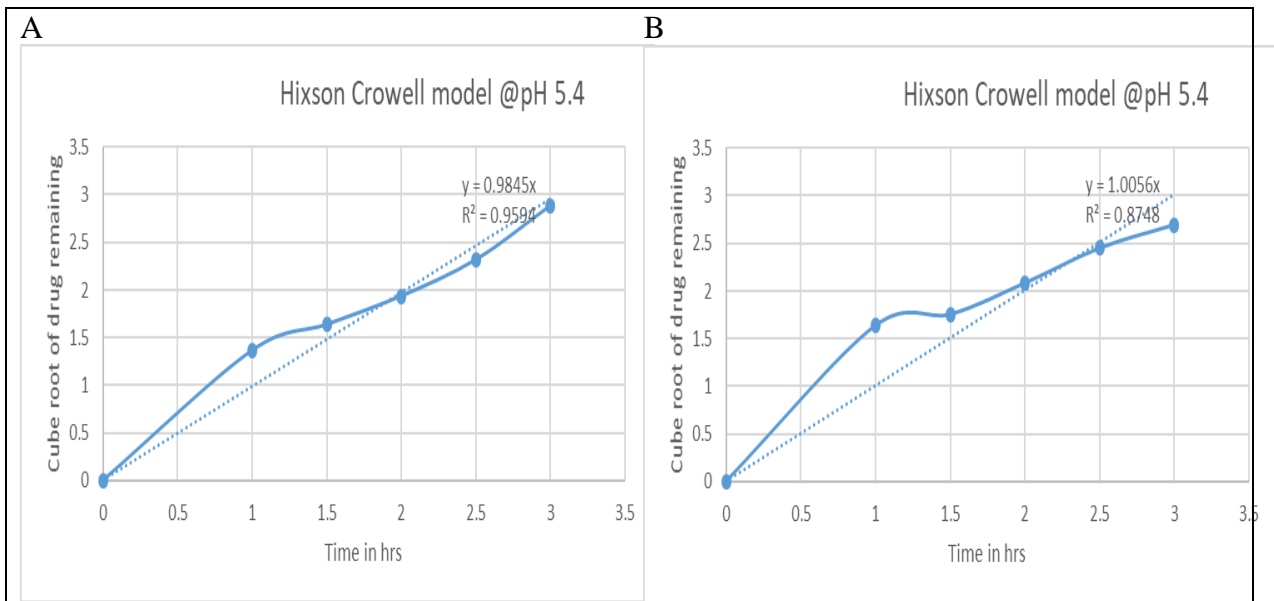 A
Hixson Crowell model @pH 5.4
Cube root of drug remaining
3.5
3
2.5
2
1.5
1
0.5
0
y = 0.9845x
R² = 0.9594
0 0.5 1 1.5 2 2.5 3 3.5
Time in hrs
B
Hixson Crowell model @pH 5.4
Cube root of drug remaining
3.5
3
2.5
2
1.5
1
0.5
0
y = 1.0056x
R² = 0.8748
0 0.5 1 1.5 2 2.5 3 3.5
Time in hrs